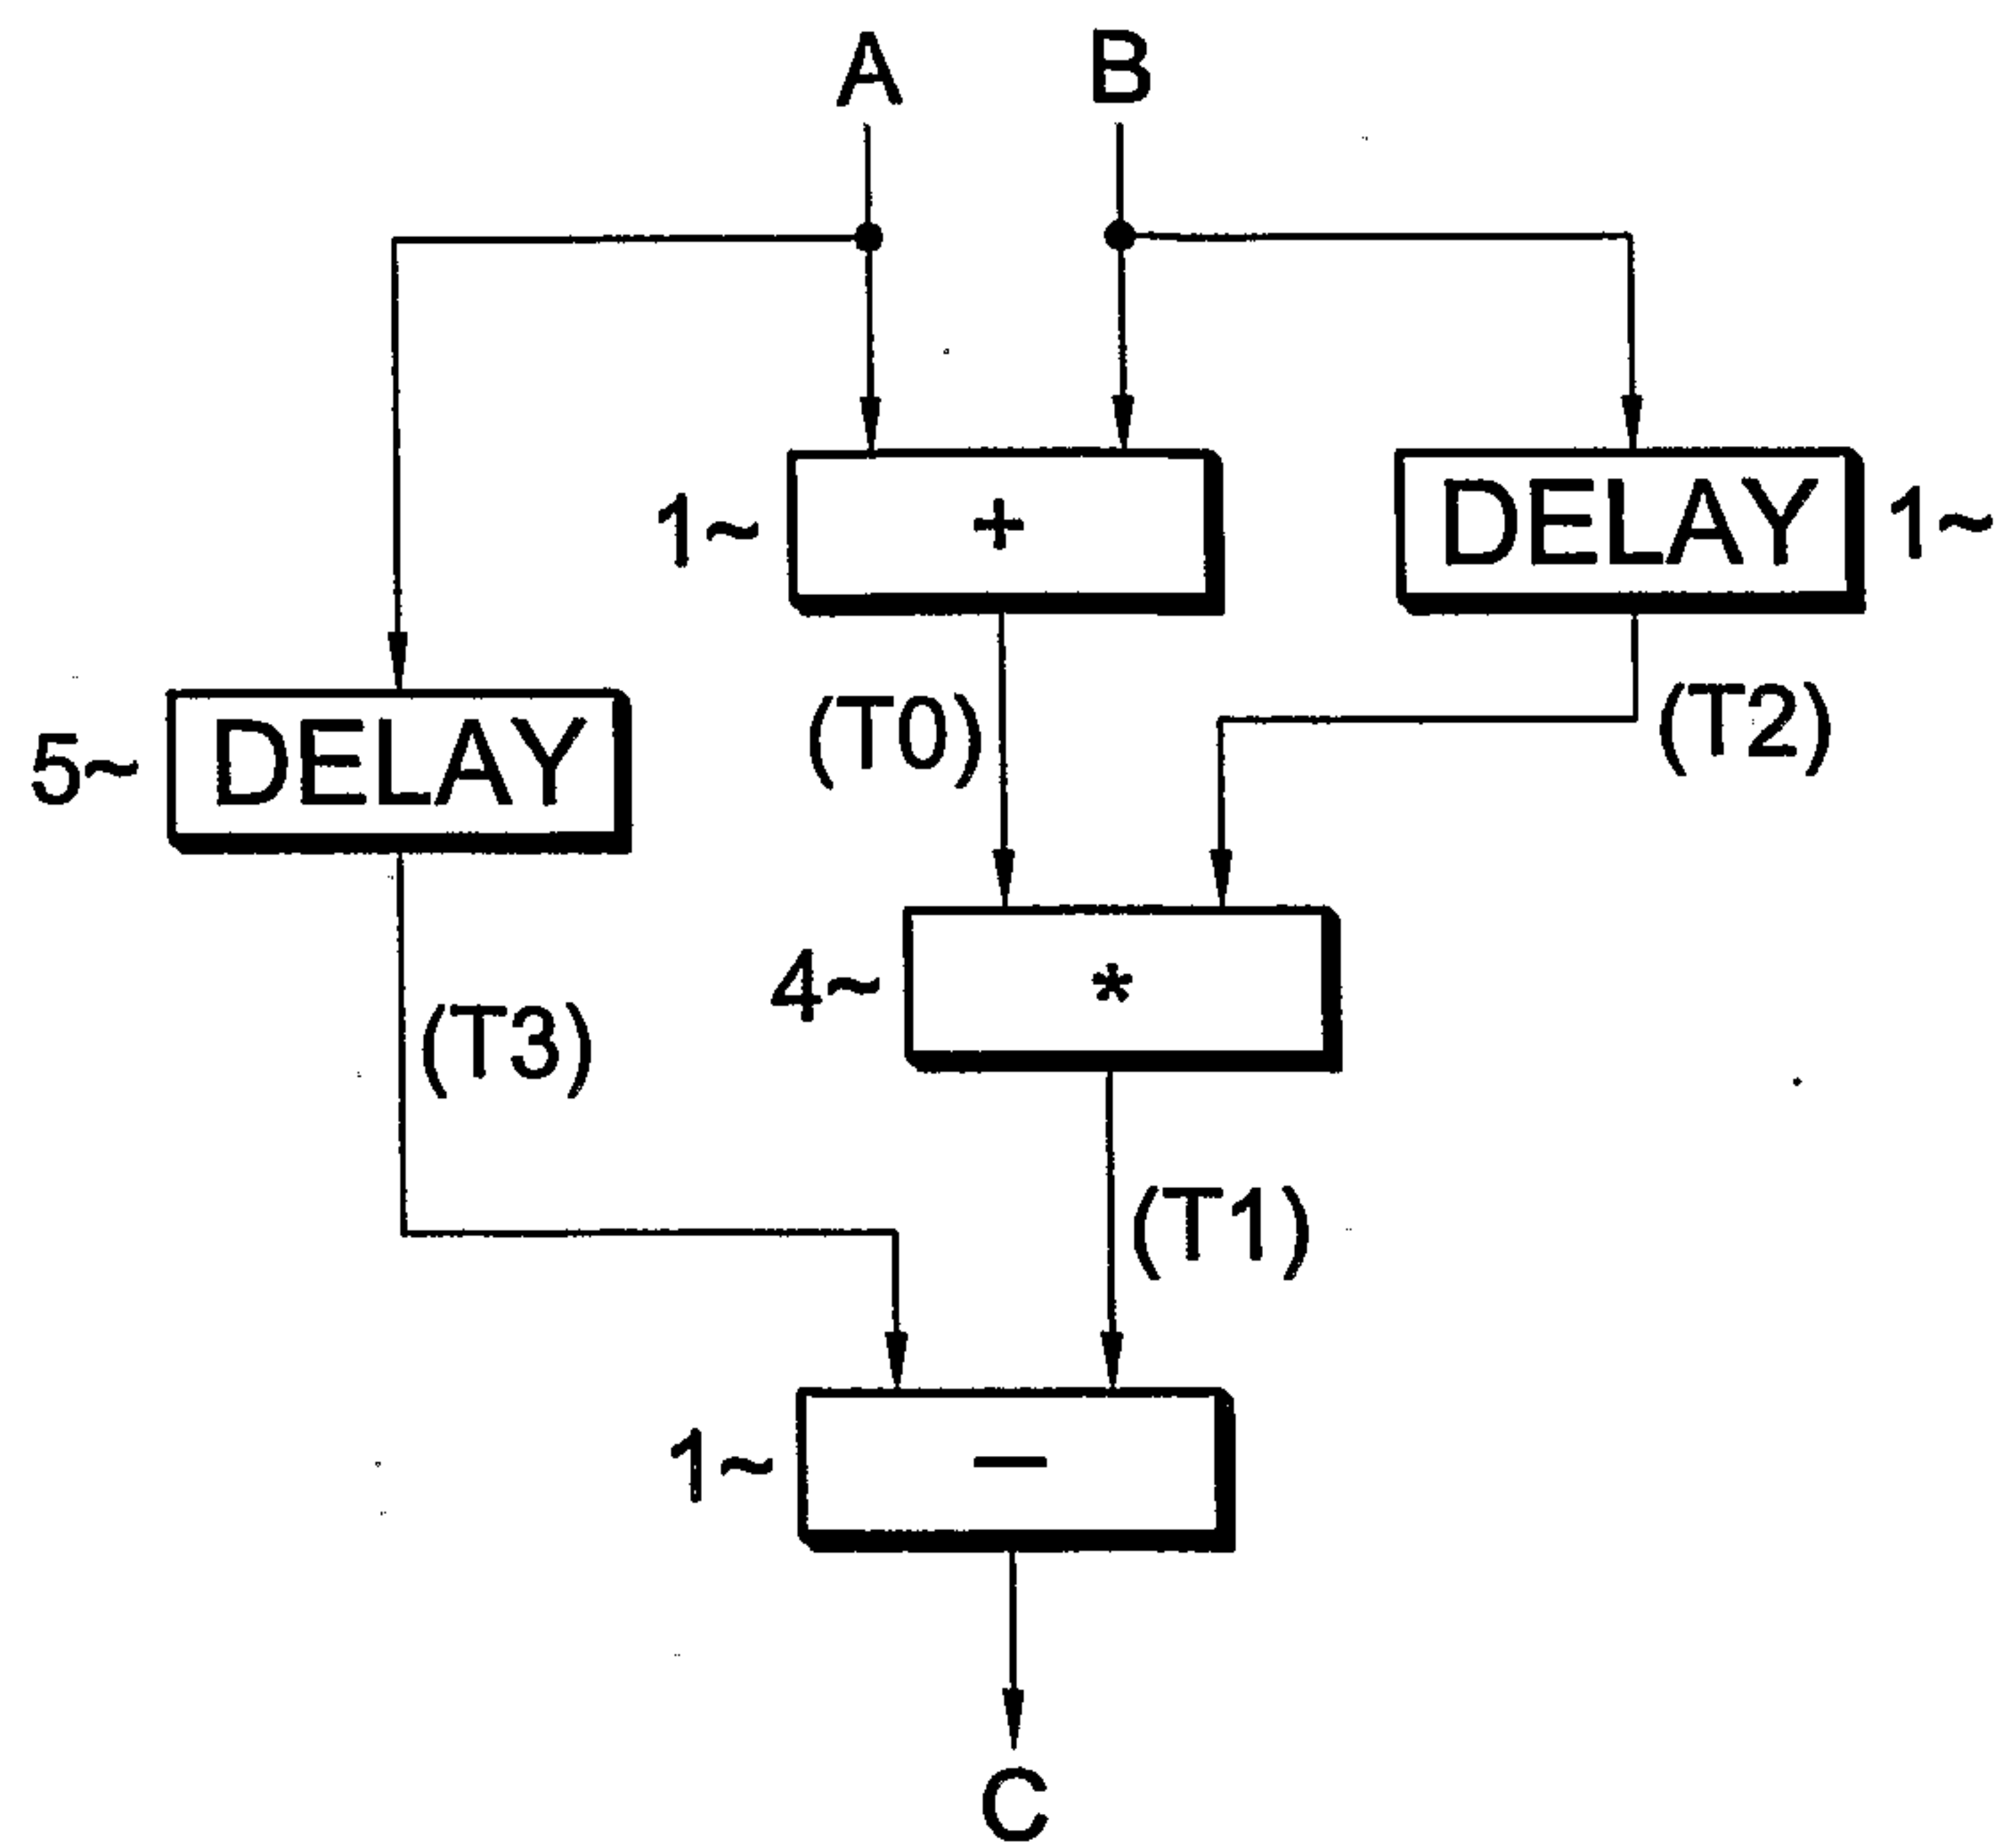 A B
1~ + DELAY 1~
5~ DELAY (T0) (T2)
4~ *
(T3)
(T1)
1~ −
C